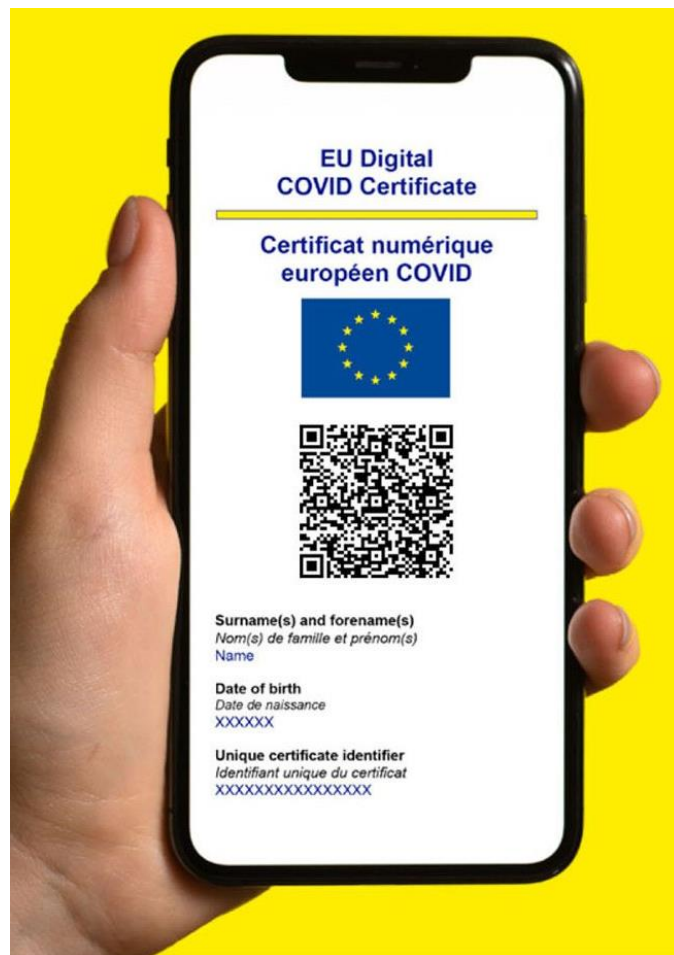 EU Digital
COVID Certificate
Certificat numérique
européen COVID
Surname(s) and forename(s)
Nom(s) de famille et prénom(s)
Name
Date of birth
Date de naissance
XXXXXX
Unique certificate identifier
Identifiant unique du certificat
XXXXXXXXXXXXXXXX